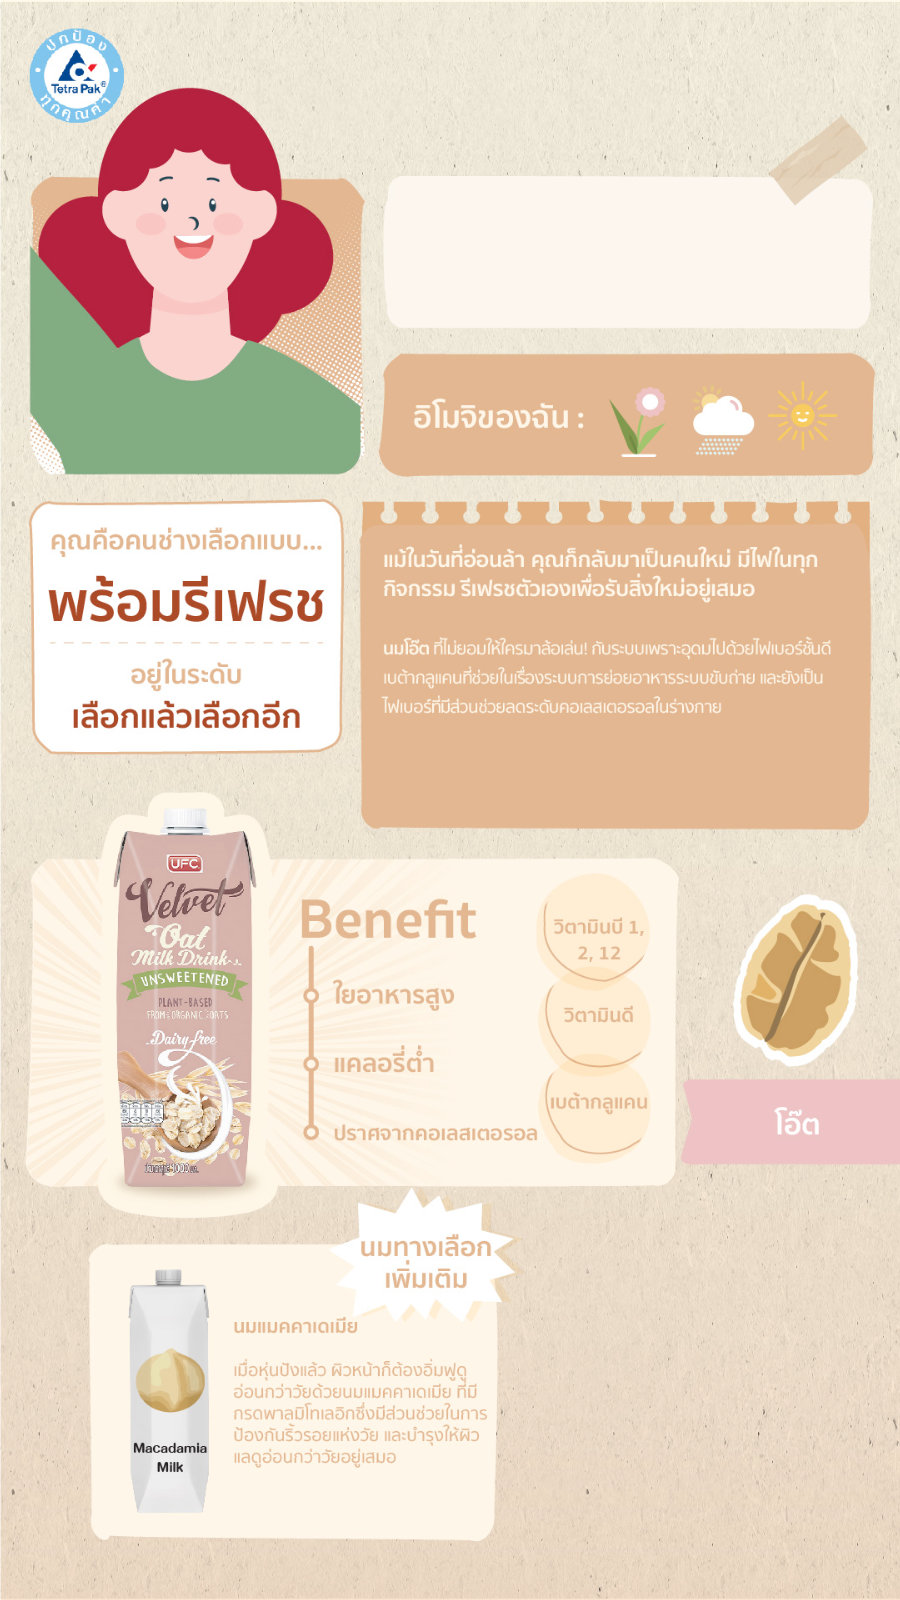 ปกป้อง
Tetra Pak®
ทุกคุณค่า
อิโมจิของฉัน :
คุณคือคนช่างเลือกแบบ...
พร้อมรีเฟรช
อยู่ในระดับ
เลือกแล้วเลือกอีก
แม้ในวันที่อ่อนล้า คุณก็กลับมาเป็นคนใหม่ มีไฟในทุก
กิจกรรม รีเฟรชตัวเองเพื่อรับสิ่งใหม่อยู่เสมอ
นมโอ๊ต ที่ไม่ยอมให้ใครมาล้อเล่น! กับระบบเพราะอุดมไปด้วยไฟเบอร์ชั้นดี
เบต้ากลูแคนที่ช่วยในเรื่องระบบการย่อยอาหารระบบขับถ่าย และยังเป็น
ไฟเบอร์ที่มีส่วนช่วยลดระดับคอเลสเตอรอลในร่างกาย
UFC
Velvet
Oat
Milk Drink
UNSWEETENED
PLANT-BASED
FROM ORGANIC OATS
Dairy free
Benefit
ใยอาหารสูง
แคลอรี่ต่ำ
ปราศจากคอเลสเตอรอล
วิตามินบี 1,
2, 12
วิตามินดี
เบต้ากลูแคน
โอ๊ต
นมทางเลือก
เพิ่มเติม
นมแมคคาเดเมีย
เมื่อหุ่นปังแล้ว ผิวหน้าก็ต้องอิ่มฟูดู
อ่อนกว่าวัยด้วยนมแมคคาเดเมีย ที่มี
กรดพาลมิโทเลอิกซึ่งมีส่วนช่วยในการ
ป้องกันริ้วรอยแห่งวัย และบำรุงให้ผิว
แลดูอ่อนกว่าวัยอยู่เสมอ
Macadamia
Milk